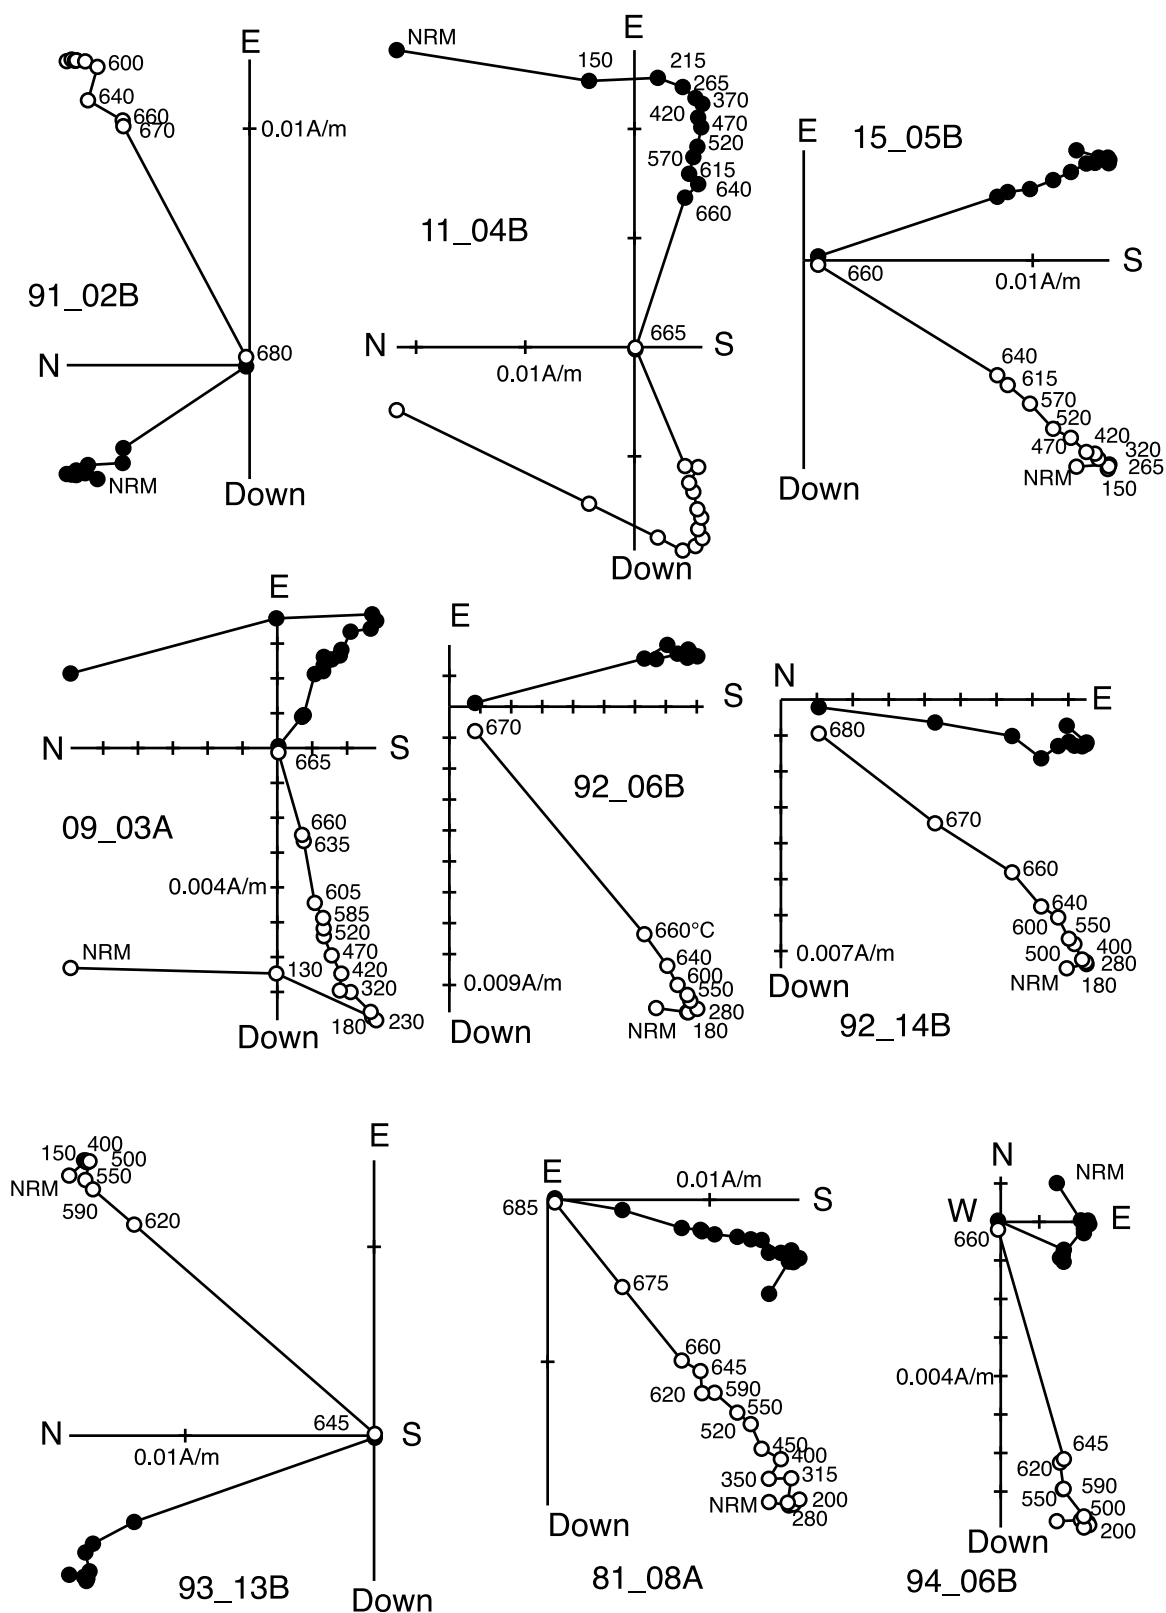 E
600
640
660
670
0.01A/m
91_02B
680
N
NRM
Down
E
NRM
150
215
265
370
420
470
520
570
615
640
660
11_04B
N
665
S
0.01A/m
Down
15_05B
E
660
0.01A/m
S
640
615
570
520
470
420
320
NRM
265
150
Down
E
N
S
665
09_03A
660
635
0.004A/m
605
585
520
470
NRM
130
420
320
180
230
Down
E
S
670
92_06B
660°C
640
600
550
0.009A/m
280
NRM
180
Down
N
E
680
670
660
640
600
550
500
400
0.007A/m
280
NRM
180
Down
92_14B
E
400
150
500
550
NRM
590
620
N
645
S
0.01A/m
93_13B
Down
E
0.01A/m
S
685
675
660
645
620
590
550
520
450
400
350
315
NRM
200
280
Down
81_08A
N
NRM
W
E
660
0.004A/m
645
620
590
550
500
200
Down
94_06B